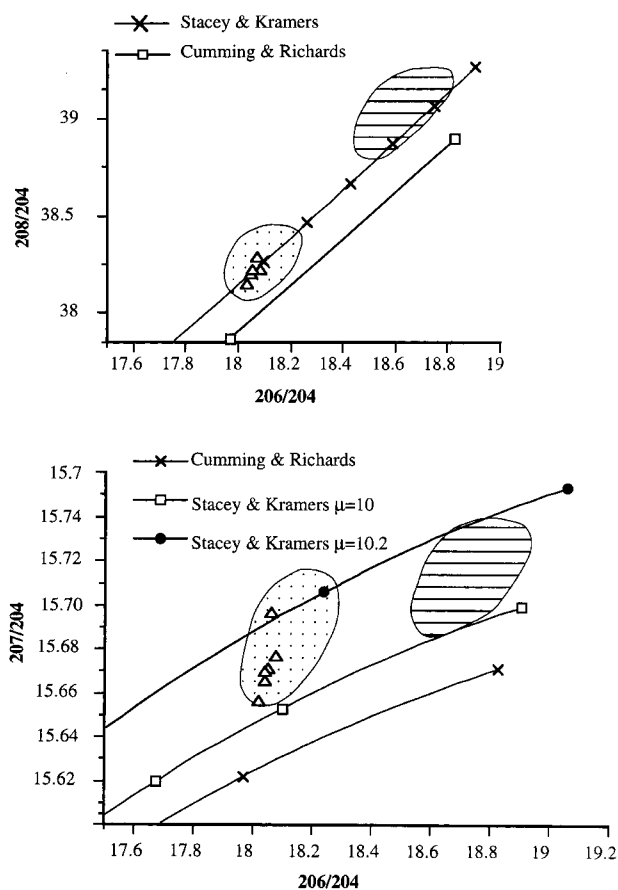 Stacey & Kramers
Cumming & Richards
39
38.5
38
208/204
17.6 17.8 18 18.2 18.4 18.6 18.8 19
206/204
Cumming & Richards
Stacey & Kramers μ=10
Stacey & Kramers μ=10.2
15.7
15.74
15.72
15.70
15.68
15.66
15.64
15.62
207/204
17.6 17.8 18 18.2 18.4 18.6 18.8 19 19.2
206/204